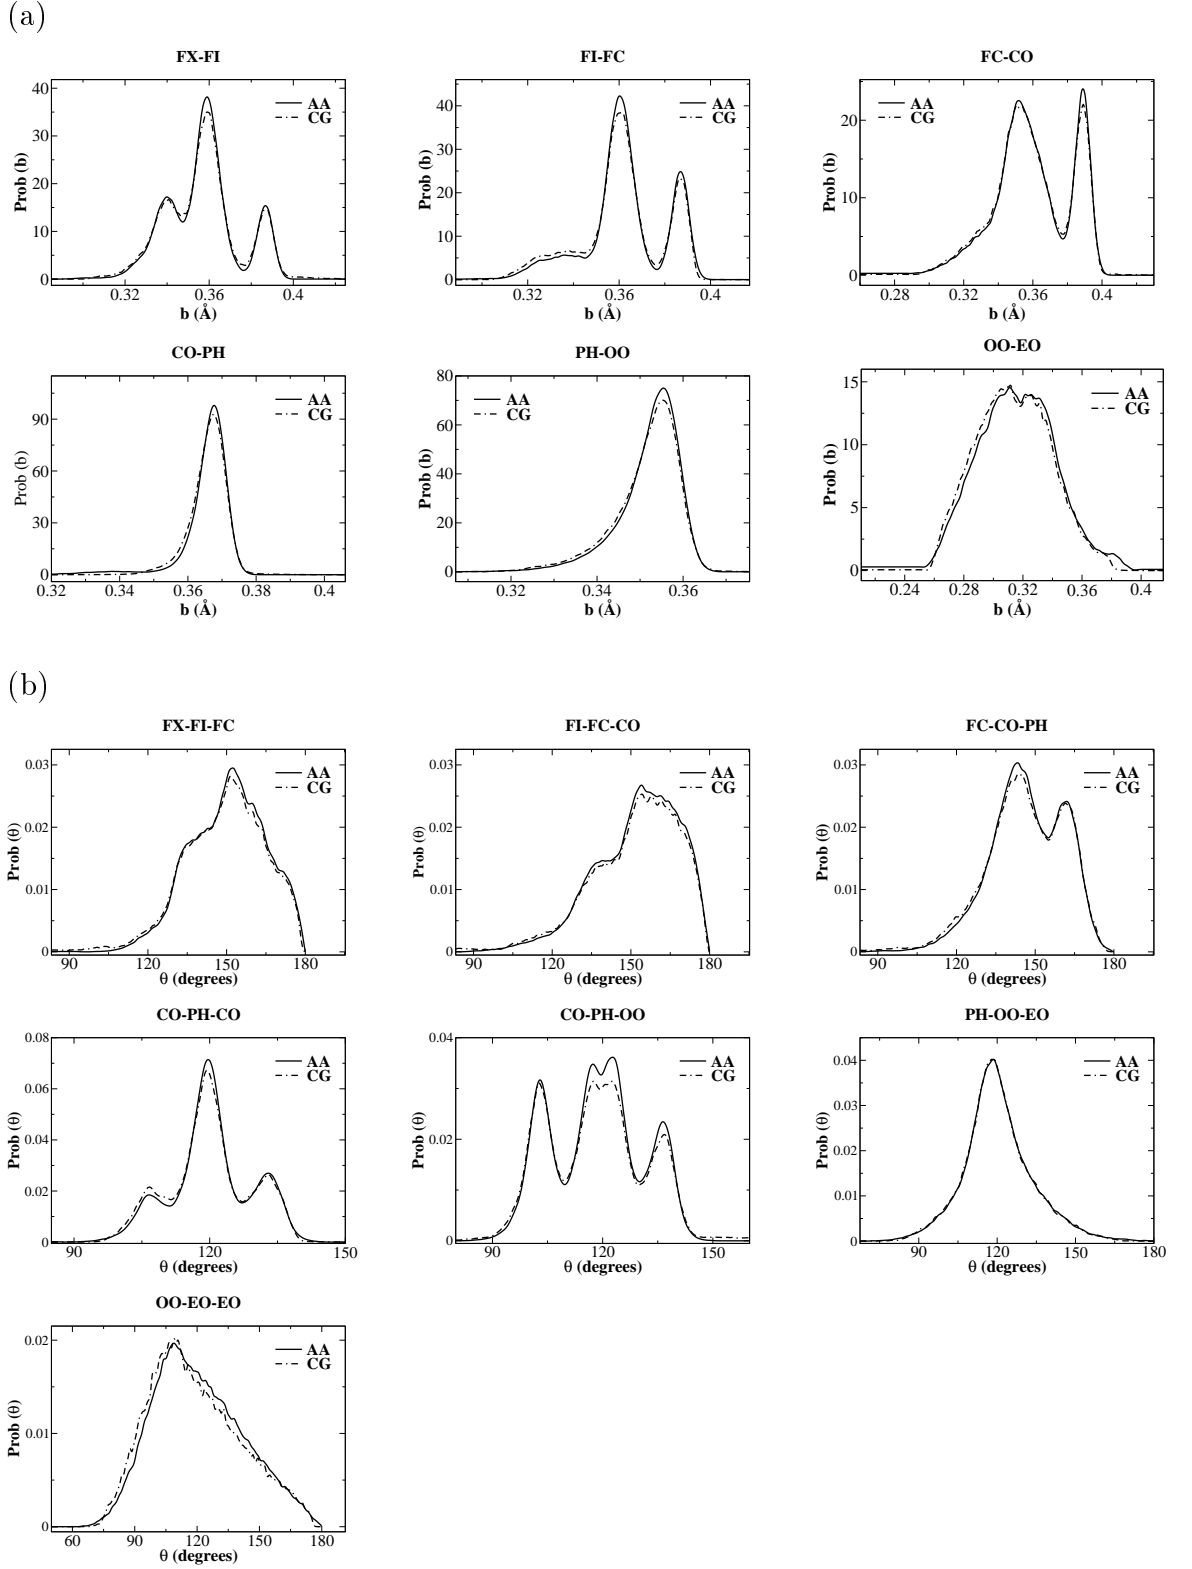 (a)
FX-FI
FI-FC
FC-CO
40
30
20
10
0
0.32
0.36
0.4
Prob (b)
b (Å)
AA
CG
40
30
20
10
0
0.32
0.36
0.4
Prob (b)
b (Å)
AA
CG
20
10
0
0.28
0.32
0.36
0.4
Prob (b)
b (Å)
AA
CG
CO-PH
PH-OO
OO-EO
90
60
30
0
0.32
0.34
0.36
0.38
0.4
Prob (b)
b (Å)
AA
CG
80
60
40
20
0
0.32
0.34
0.36
Prob (b)
b (Å)
AA
CG
15
10
5
0
0.24
0.28
0.32
0.36
0.4
Prob (b)
b (Å)
AA
CG
(b)
FX-FI-FC
FI-FC-CO
FC-CO-PH
0.03
0.02
0.01
0
90
120
150
180
Prob (θ)
θ (degrees)
AA
CG
0.03
0.02
0.01
0
90
120
150
180
Prob (θ)
θ (degrees)
AA
CG
0.03
0.02
0.01
0
90
120
150
180
Prob (θ)
θ (degrees)
AA
CG
CO-PH-CO
CO-PH-OO
PH-OO-EO
0.08
0.06
0.04
0.02
0
90
120
150
Prob (θ)
θ (degrees)
AA
CG
0.04
0.02
0
90
120
150
Prob (θ)
θ (degrees)
AA
CG
0.04
0.03
0.02
0.01
0
90
120
150
180
Prob (θ)
θ (degrees)
AA
CG
OO-EO-EO
0.02
0.01
0
60
90
120
150
180
Prob (θ)
θ (degrees)
AA
CG